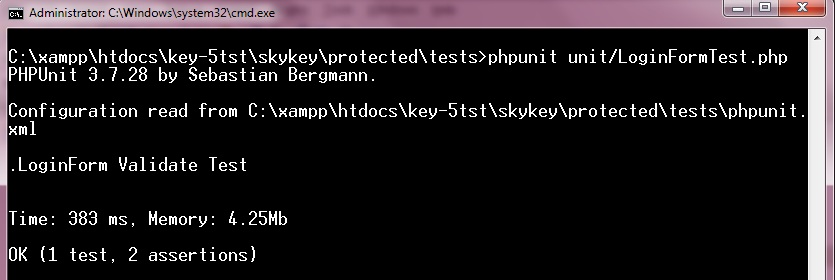 Administrator: C:\Windows\system32\cmd.exe
C:\xampp\htdocs\key-5tst\skykey\protected\tests>phpunit unit/LoginFormTest.php
PHPUnit 3.7.28 by Sebastian Bergmann.
Configuration read from C:\xampp\htdocs\key-5tst\skykey\protected\tests\phpunit.
xml
.LoginForm Validate Test
Time: 383 ms, Memory: 4.25Mb
OK (1 test, 2 assertions)